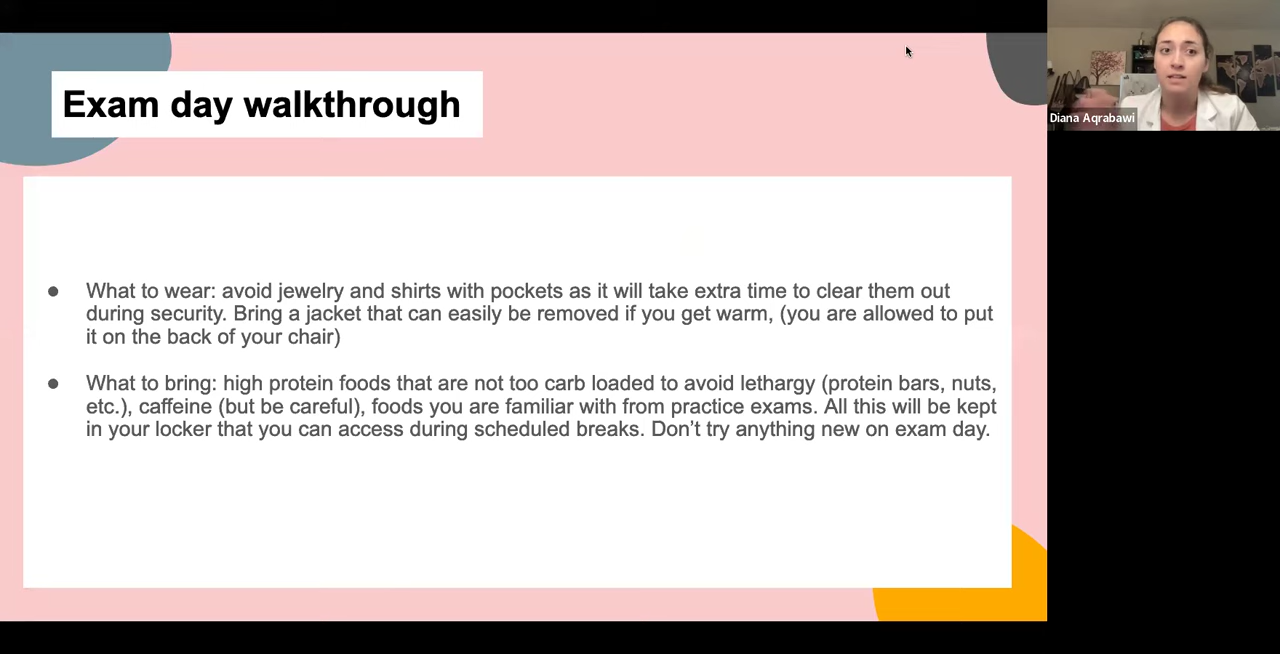 Exam day walkthrough
Diana Aqrabawi
● What to wear: avoid jewelry and shirts with pockets as it will take extra time to clear them out
during security. Bring a jacket that can easily be removed if you get warm, (you are allowed to put
it on the back of your chair)
● What to bring: high protein foods that are not too carb loaded to avoid lethargy (protein bars, nuts,
etc.), caffeine (but be careful), foods you are familiar with from practice exams. All this will be kept
in your locker that you can access during scheduled breaks. Don’t try anything new on exam day.